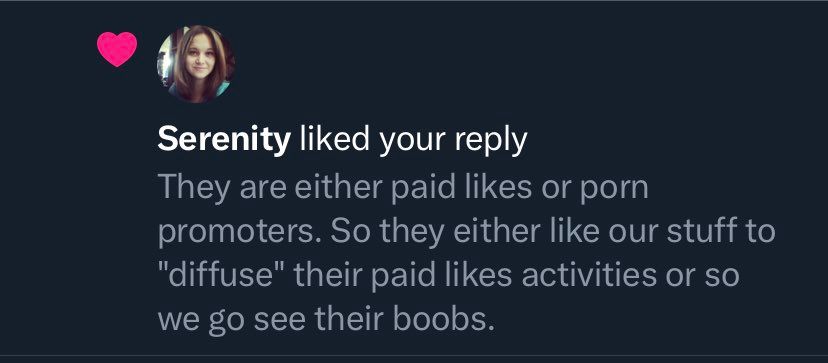 Serenity liked your reply
They are either paid likes or porn
promoters. So they either like our stuff to
"diffuse" their paid likes activities or so
we go see their boobs.